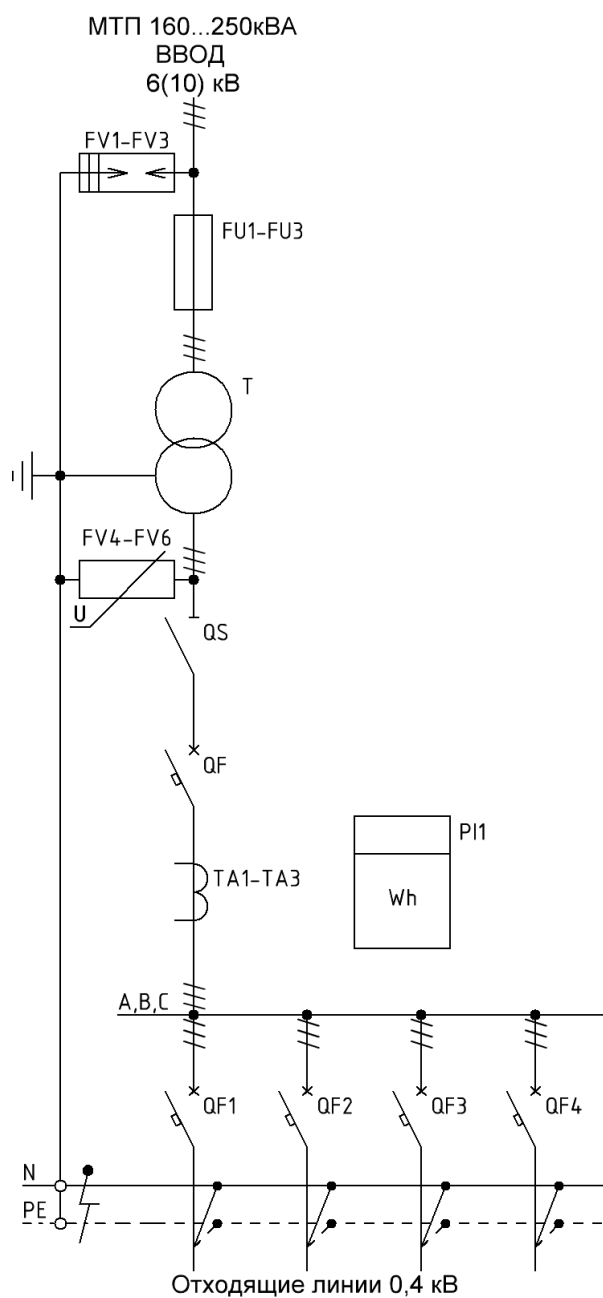 МТП 160...250кВА
ВВОД
6(10) кВ
FV1-FV3
FU1-FU3
T
FV4-FV6
U
QS
QF
PI1
TA1-TA3
Wh
A,B,C
QF1
QF2
QF3
QF4
N
PE
Отходящие линии 0,4 кВ